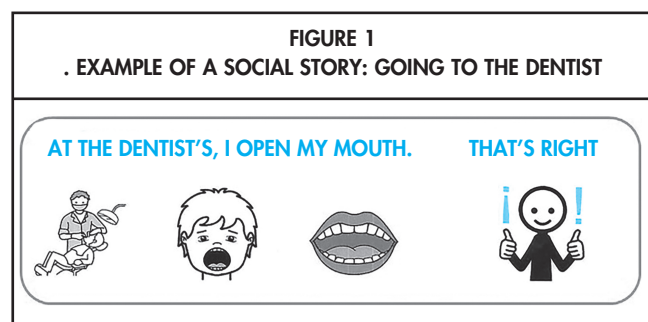 FIGURE 1
. EXAMPLE OF A SOCIAL STORY: GOING TO THE DENTIST
AT THE DENTIST'S, I OPEN MY MOUTH. THAT'S RIGHT
¡ !